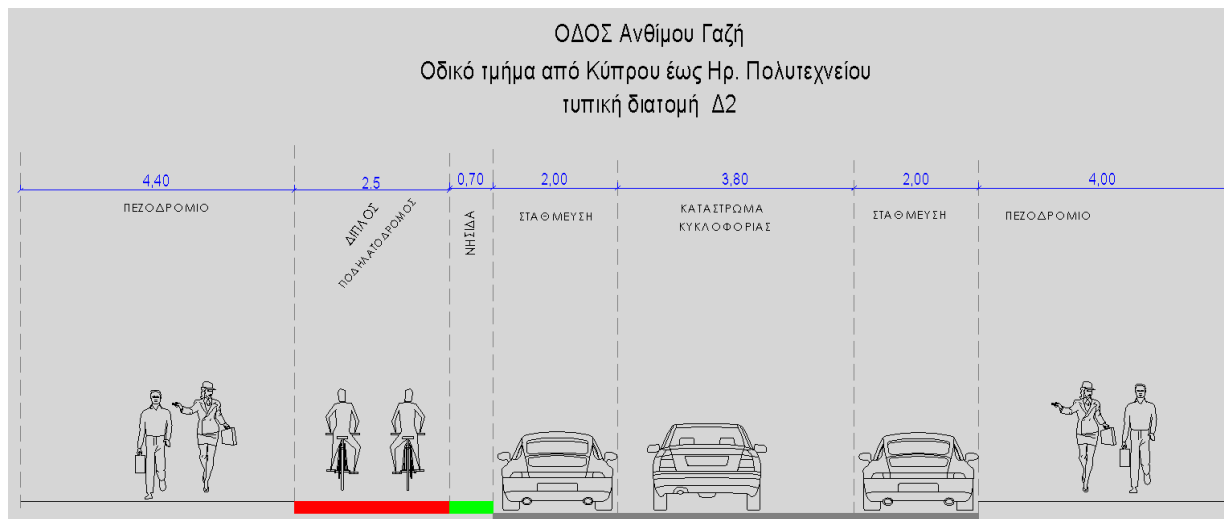 ΟΔΟΣ Ανθίμου Γαζή
Οδικό τμήμα από Κύπρου έως Ηρ. Πολυτεχνείου
τυπική διατομή Δ2
4,40 2.5 0,70 2,00 3,80 2,00 4,00
ΠΕΖΟΔΡΟΜΙΟ
ΔΙΠΛΟΣ
ΠΟΔΗΛΑΤΟΔΡΟΜΟΣ
ΝΗΣΙΔΑ
ΣΤΑΘΜΕΥΣΗ
ΚΑΤΑΣΤΡΩΜΑ
ΚΥΚΛΟΦΟΡΙΑΣ
ΣΤΑΘΜΕΥΣΗ
ΠΕΖΟΔΡΟΜΙΟ